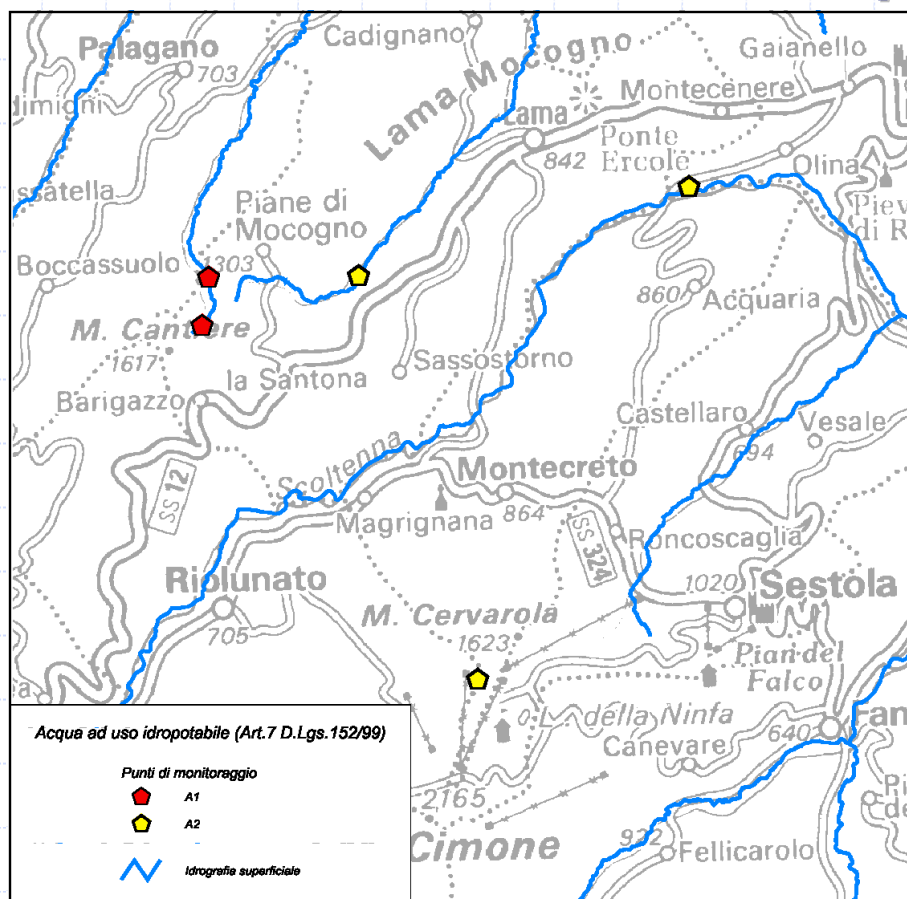 Cadignano
Gaianello
Palagano
703
Lama Mocogno
Montecenere
Lama
842
Ponte
Ercole
Olina
Piane di
Mocogno
Boccassuolo
1303
860
Acquaria
M. Cantiere
1617
Sassostorno
la Santona
Barigazzo
Castellaro
Vesale
694
Scoltenna
Montecreto
SS 12
Magrignana
864
SS 324
Roncoscaglia
Riolunato
1020
Sestola
705
M. Cervarola
1623
Pian del
Falco
L. della Ninfa
640
Fan
Canevare
2165
Cimone
932
Fellicarolo
Acqua ad uso idropotabile (Art.7 D.Lgs.152/99)
Punti di monitoraggio
A1
A2
Idrografia superficiale